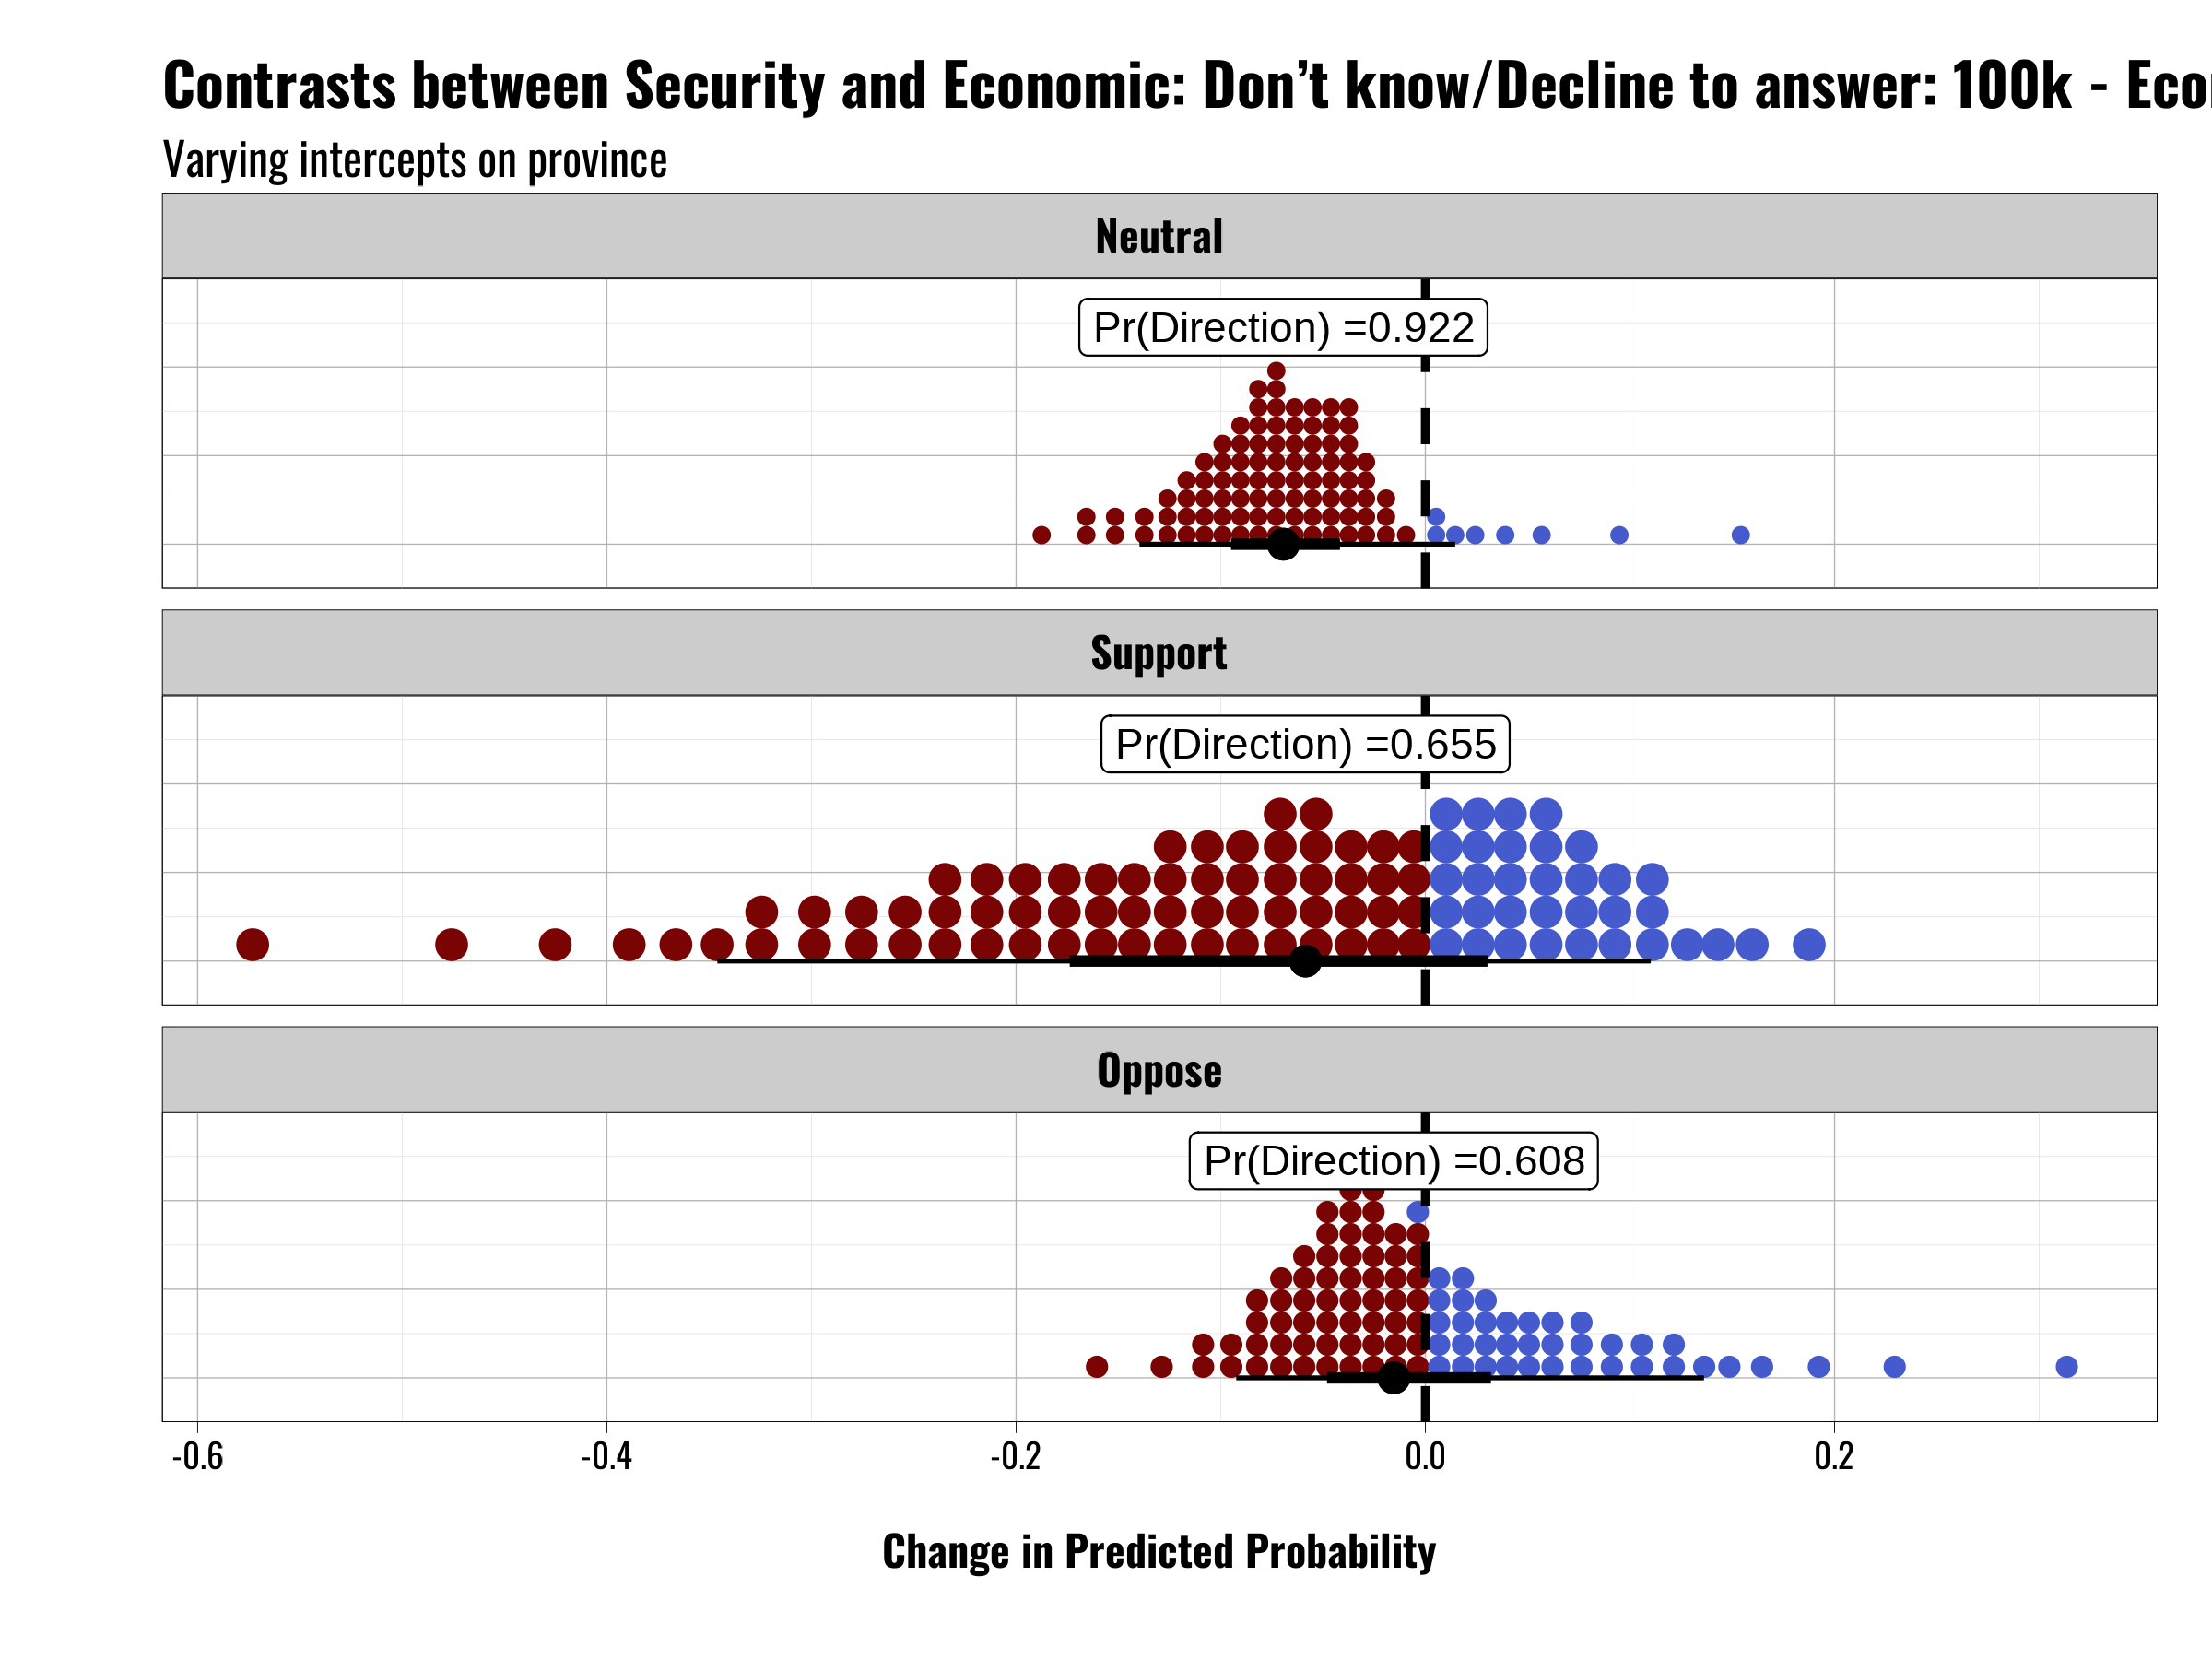 Contrasts between Security and Economic: Don’t know/Decline to answer: 100k -
Varying intercepts on province
Neutral
Pr(Direction) =0.922
Support
Pr(Direction) =0.655
Oppose
Pr(Direction) =0.608
-0.6 -0.4 -0.2 0.0 0.2
Change in Predicted Probability